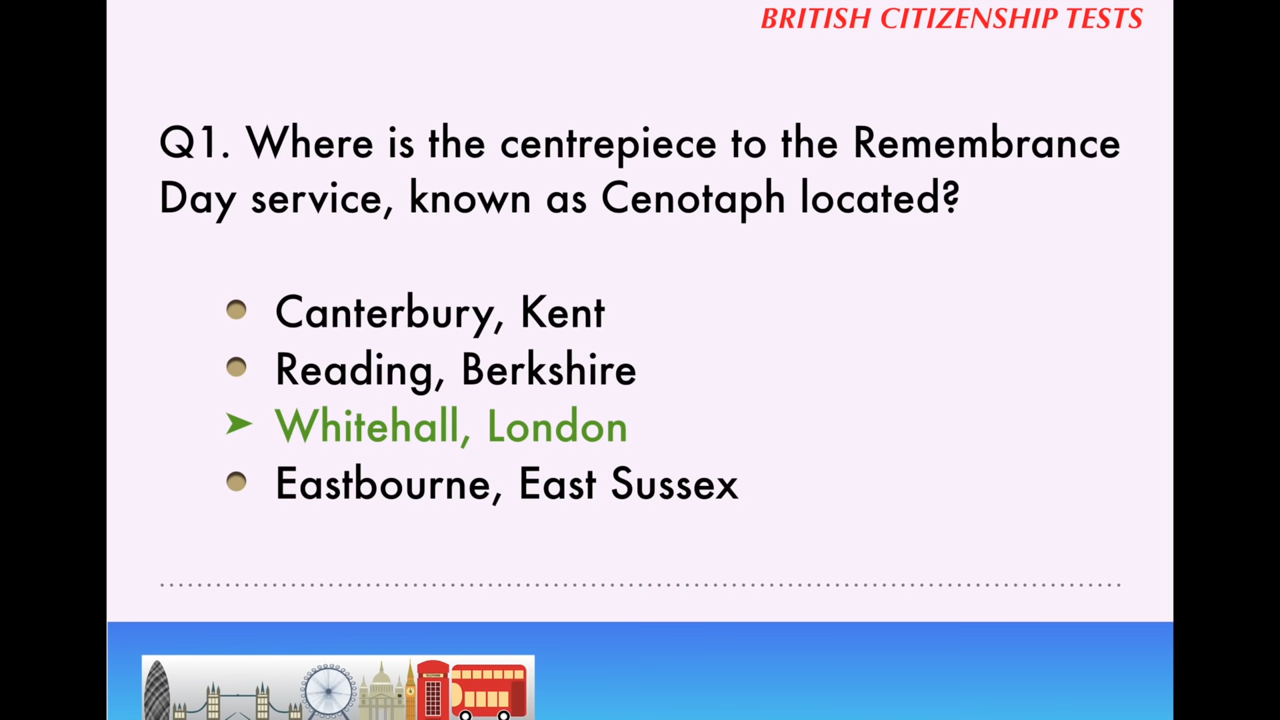 BRITISH CITIZENSHIP TESTS
Q1. Where is the centrepiece to the Remembrance
Day service, known as Cenotaph located?
Canterbury, Kent
Reading, Berkshire
Whitehall, London
Eastbourne, East Sussex